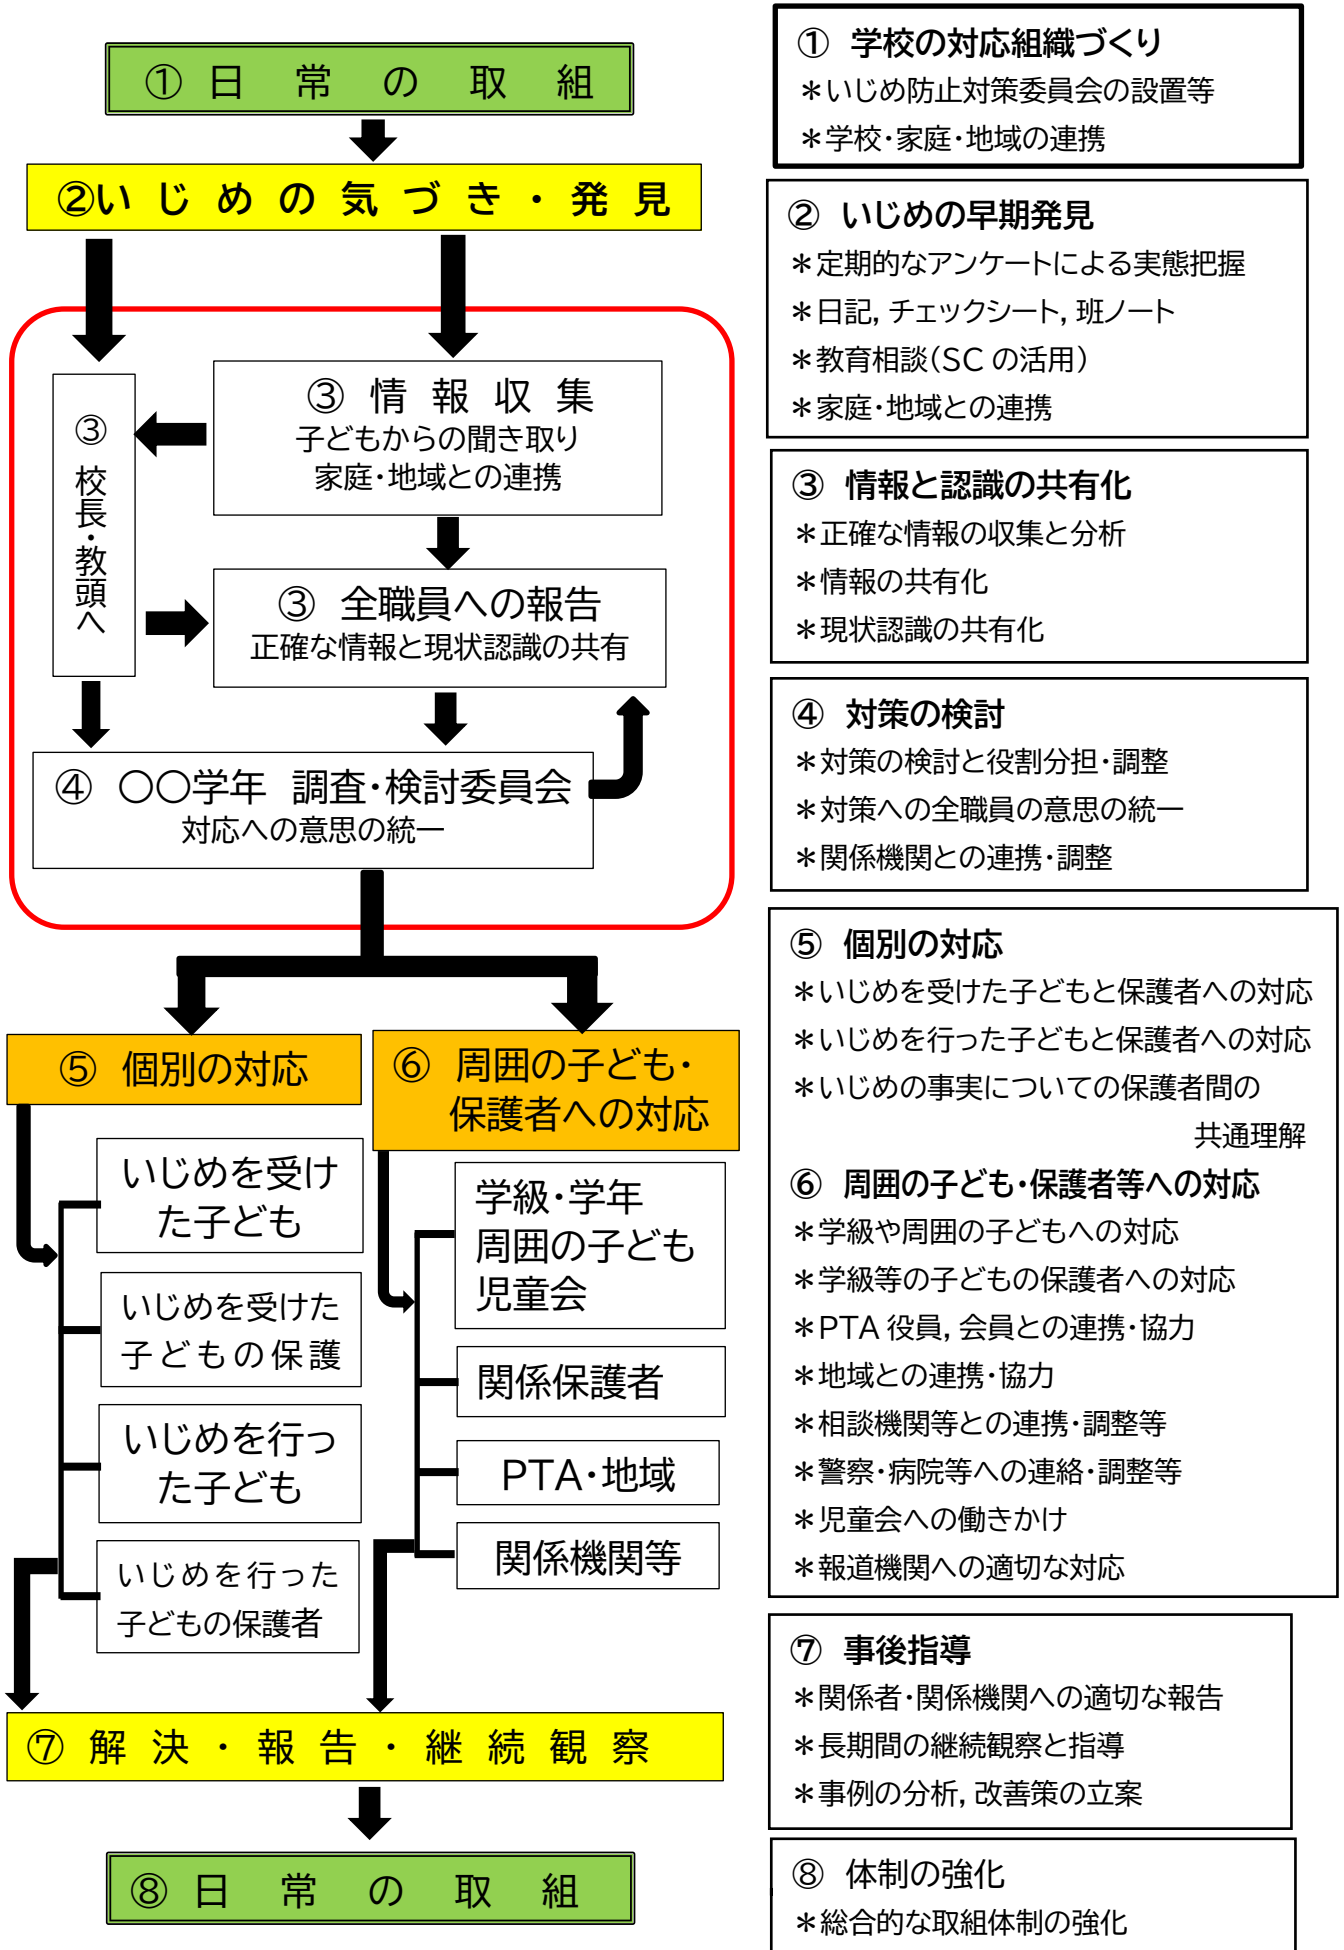 ①日常の取組
②いじめの気づき・発見
③校長・教頭へ
③情報収集
子どもからの聞き取り
家庭・地域との連携
③ 全職員への報告
正確な情報と現状認識の共有
④ 〇〇学年 調査・検討委員会
対応への意思の統一
⑤ 個別の対応
いじめを受け
た子ども
いじめを受けた
子どもの保護
いじめを行っ
た子ども
いじめを行った
子どもの保護者
⑥ 周囲の子ども・
保護者への対応
学級・学年
周囲の子ども
児童会
関係保護者
PTA・地域
関係機関等
⑦解決・報告・継続観察
⑧日常の取組
① 学校の対応組織づくり
＊いじめ防止対策委員会の設置等
＊学校・家庭・地域の連携
② いじめの早期発見
＊定期的なアンケートによる実態把握
＊日記，チェックシート，班ノート
＊教育相談（SCの活用）
＊家庭・地域との連携
③ 情報と認識の共有化
＊正確な情報の収集と分析
＊情報の共有化
＊現状認識の共有化
④ 対策の検討
＊対策の検討と役割分担・調整
＊対策への全職員の意思の統一
＊関係機関との連携・調整
⑤ 個別の対応
＊いじめを受けた子どもと保護者への対応
＊いじめを行った子どもと保護者への対応
＊いじめの事実についての保護者間の
共通理解
⑥ 周囲の子ども・保護者等への対応
＊学級や周囲の子どもへの対応
＊学級等の子どもの保護者への対応
＊PTA役員，会員との連携・協力
＊地域との連携・協力
＊相談機関等との連携・調整等
＊警察・病院等への連絡・調整等
＊児童会への働きかけ
＊報道機関への適切な対応
⑦ 事後指導
＊関係者・関係機関への適切な報告
＊長期間の継続観察と指導
＊事例の分析，改善策の立案
⑧ 体制の強化
＊総合的な取組体制の強化